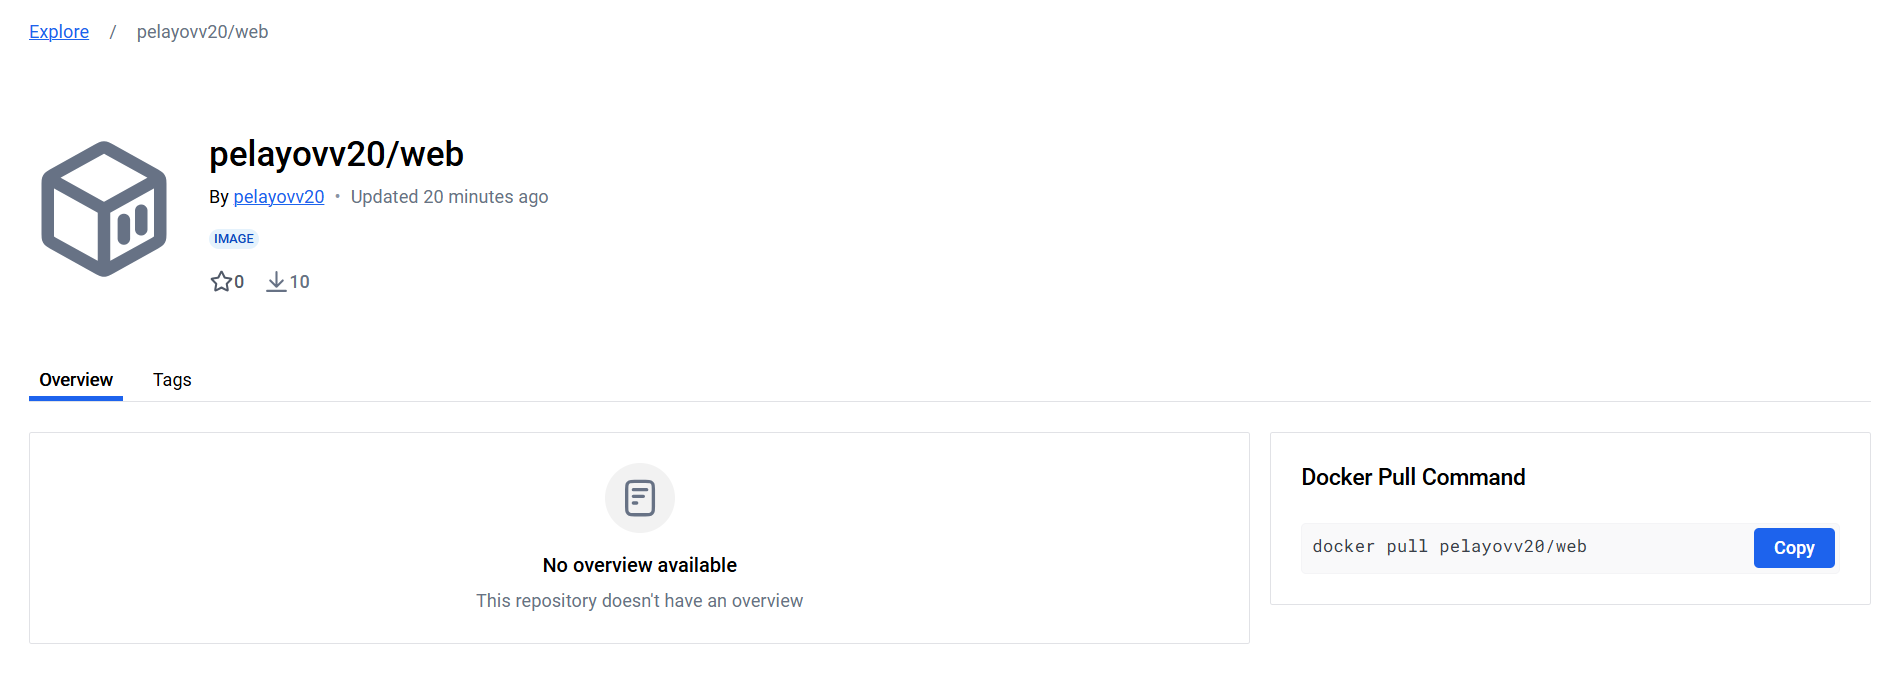 Explore / pelayovv20/web
pelayovv20/web
By pelayovv20 • Updated 20 minutes ago
IMAGE
0 10
Overview Tags
No overview available
This repository doesn't have an overview
Docker Pull Command
docker pull pelayovv20/web Copy